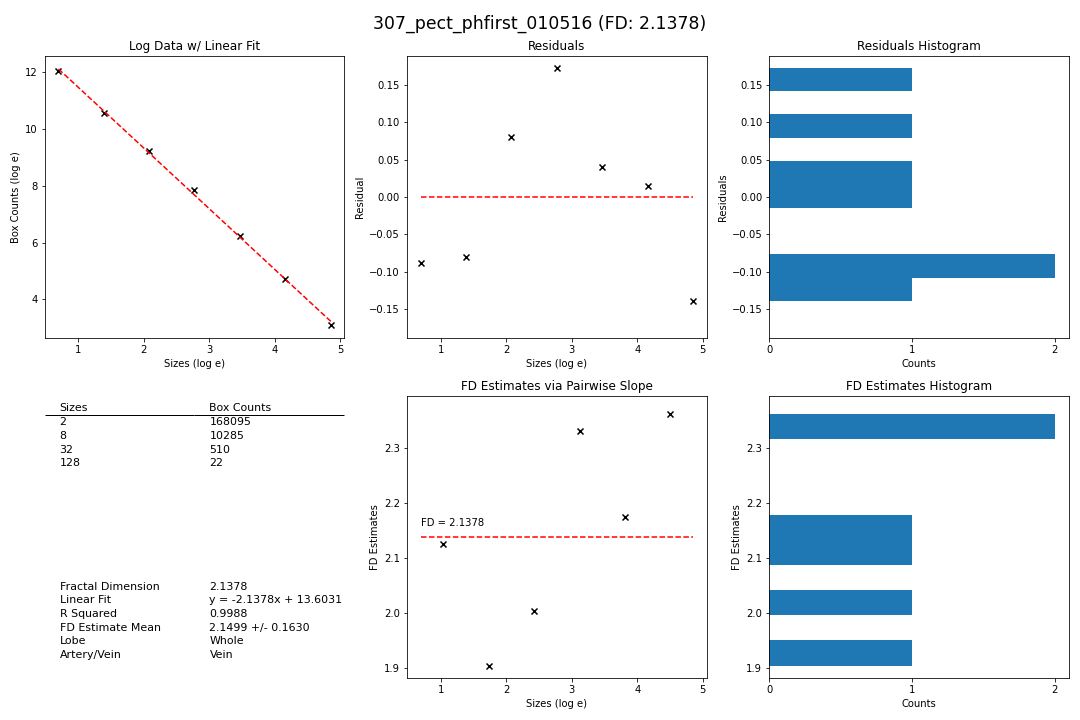 307_pect_phfirst_010516 (FD: 2.1378)
Log Data w/ Linear Fit
Box Counts (log e)
12
10
8
6
4
1 2 3 4 5
Sizes (log e)
Residuals
Residual
0.15
0.10
0.05
0.00
−0.05
−0.10
−0.15
1 2 3 4 5
Sizes (log e)
Residuals Histogram
Residuals
0.15
0.10
0.05
0.00
−0.05
−0.10
−0.15
0 1 2
Counts
Sizes Box Counts
2 168095
8 10285
32 510
128 22
Fractal Dimension 2.1378
Linear Fit y = -2.1378x + 13.6031
R Squared 0.9988
FD Estimate Mean 2.1499 +/- 0.1630
Lobe Whole
Artery/Vein Vein
FD Estimates via Pairwise Slope
FD Estimates
2.3
2.2
2.1
2.0
1.9
FD = 2.1378
1 2 3 4 5
Sizes (log e)
FD Estimates Histogram
FD Estimates
2.3
2.2
2.1
2.0
1.9
0 1 2
Counts